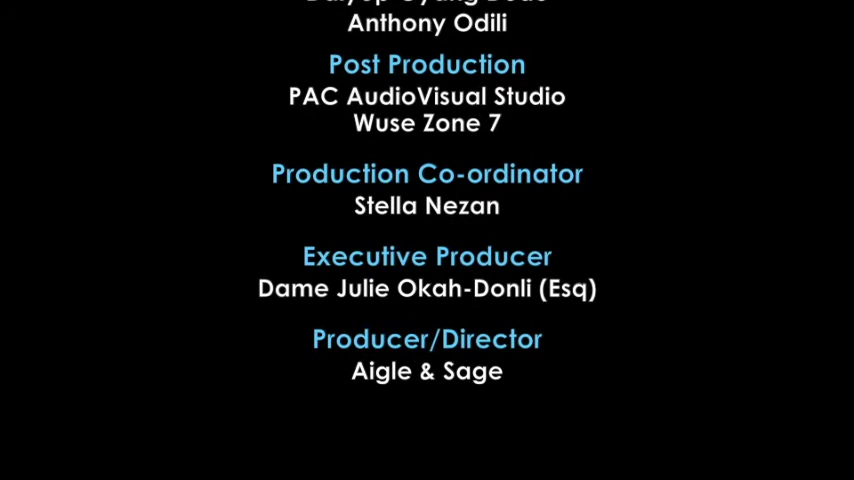 Anthony Odili
Post Production
PAC AudioVisual Studio
Wuse Zone 7
Production Co-ordinator
Stella Nezan
Executive Producer
Dame Julie Okah-Donli (Esq)
Producer/Director
Aigle & Sage